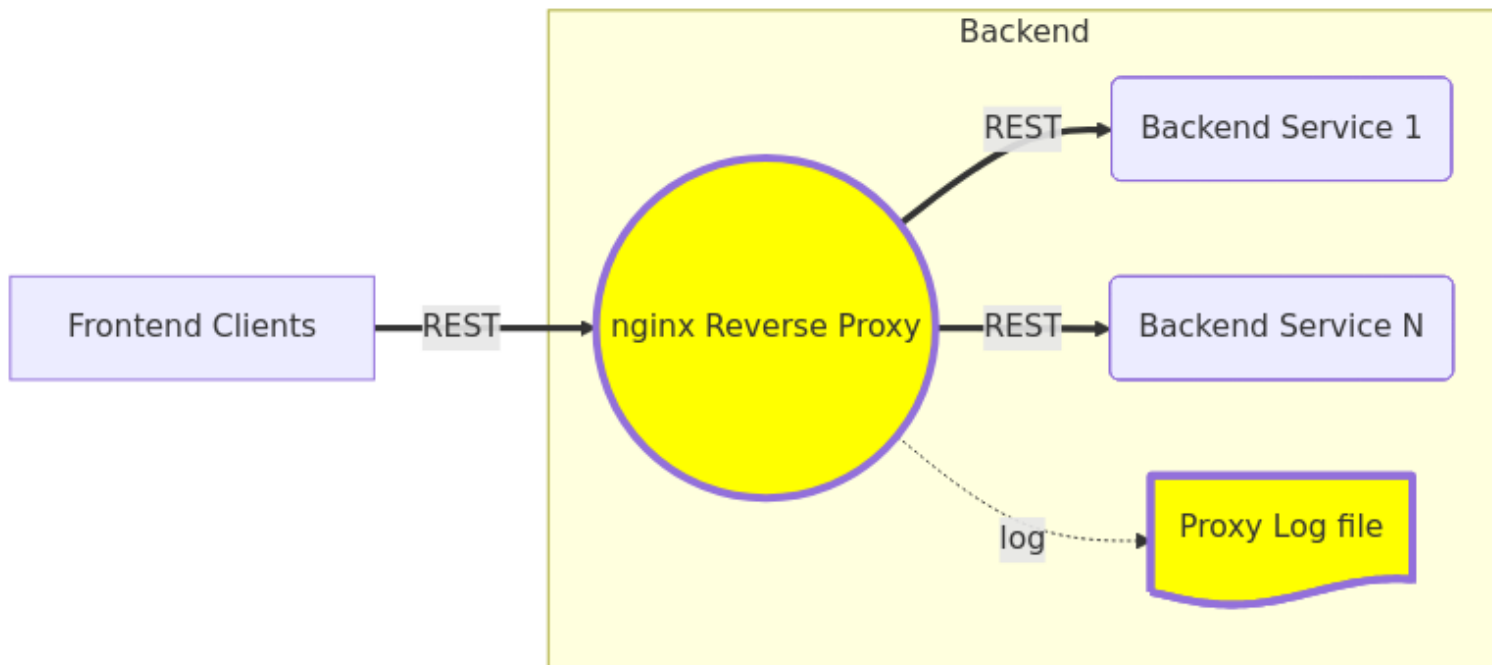 Backend
REST
Backend Service 1
Frontend Clients
REST
nginx Reverse Proxy
REST
Backend Service N
log
Proxy Log file